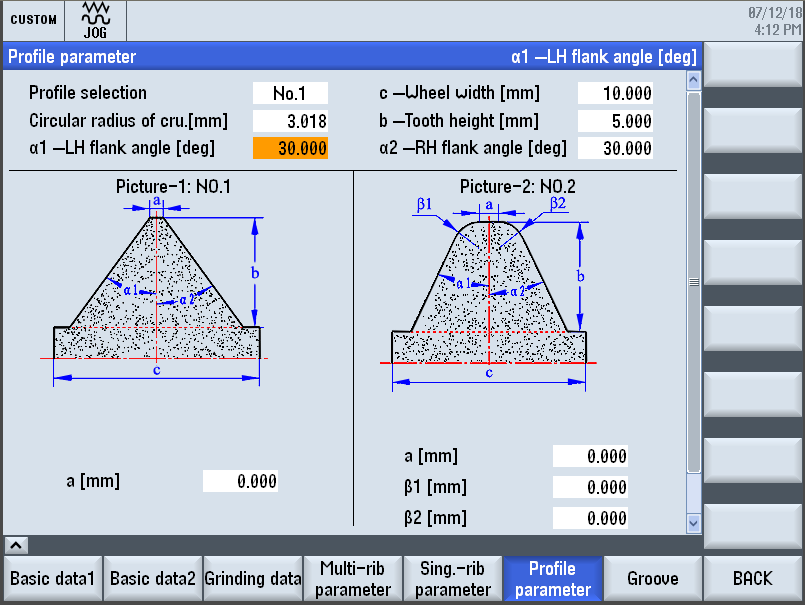 CUSTOM
JOG
07/12/18
4:12 PM
Profile parameter α1 –LH flank angle [deg]
Profile selection No.1 c –Wheel width [mm] 10.000
Circular radius of cru.[mm] 3.018 b –Tooth height [mm] 5.000
α1 –LH flank angle [deg] 30.000 α2 –RH flank angle [deg] 30.000
Picture-1: NO.1
a
b
α1
α2
c
Picture-2: NO.2
β1 a β2
b
α1
α2
c
a [mm] 0.000
a [mm] 0.000
β1 [mm] 0.000
β2 [mm] 0.000
Basic data1
Basic data2
Grinding data
Multi-rib
parameter
Sing.-rib
parameter
Profile
parameter
Groove
BACK